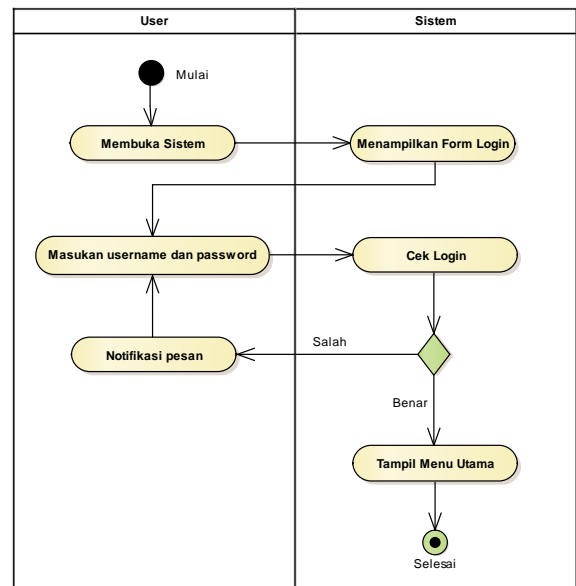 User
Sistem
Mulai
Membuka Sistem
Menampilkan Form Login
Masukan username dan password
Cek Login
Salah
Notifikasi pesan
Benar
Tampil Menu Utama
Selesai